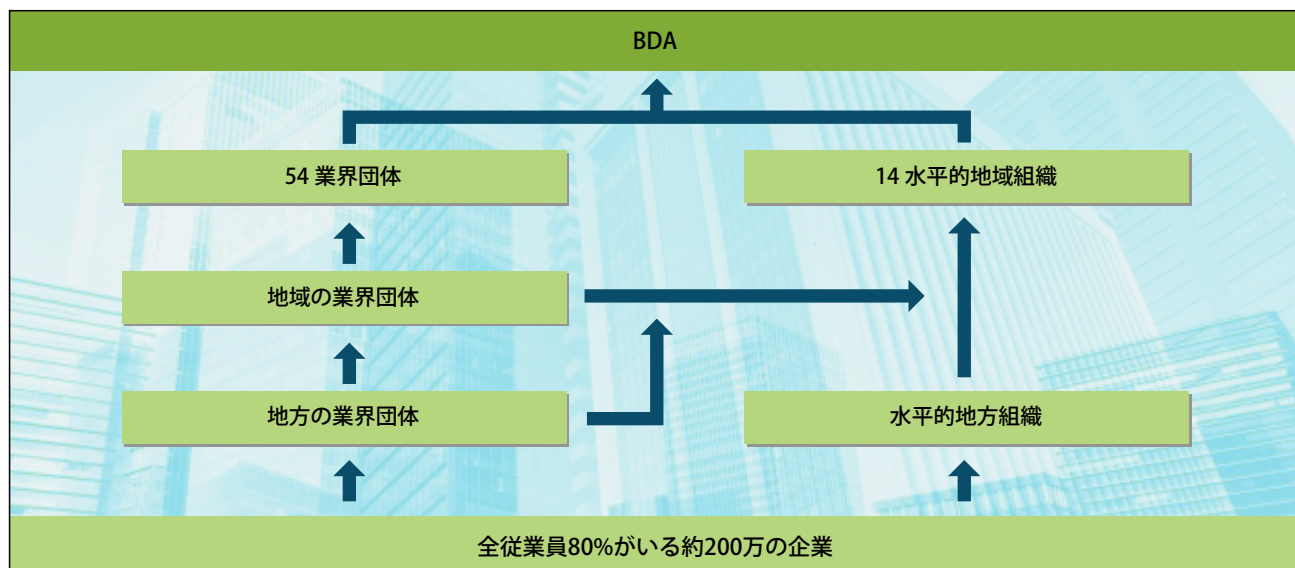 BDA
54 業界団体
14 水平的地域組織
地域の業界団体
地方の業界団体
水平的地方組織
全従業員80%がいる約200万の企業